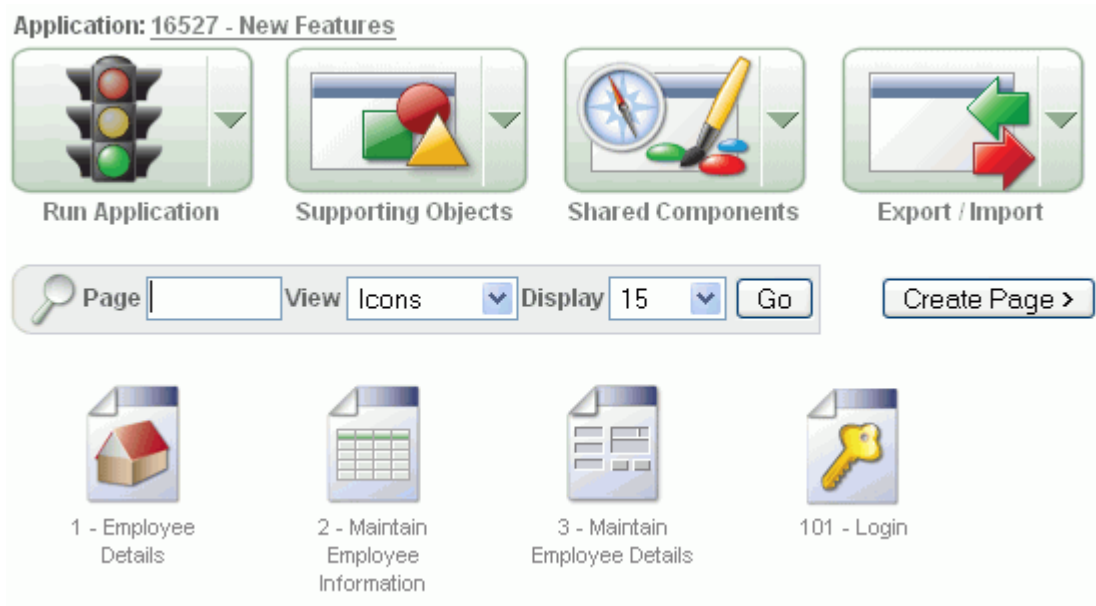 Application: 16527 - New Features
Run Application
Supporting Objects
Shared Components
Export / Import
Page View Icons Display 15 Go Create Page >
1 - Employee
Details
2 - Maintain
Employee
Information
3 - Maintain
Employee Details
101 - Login